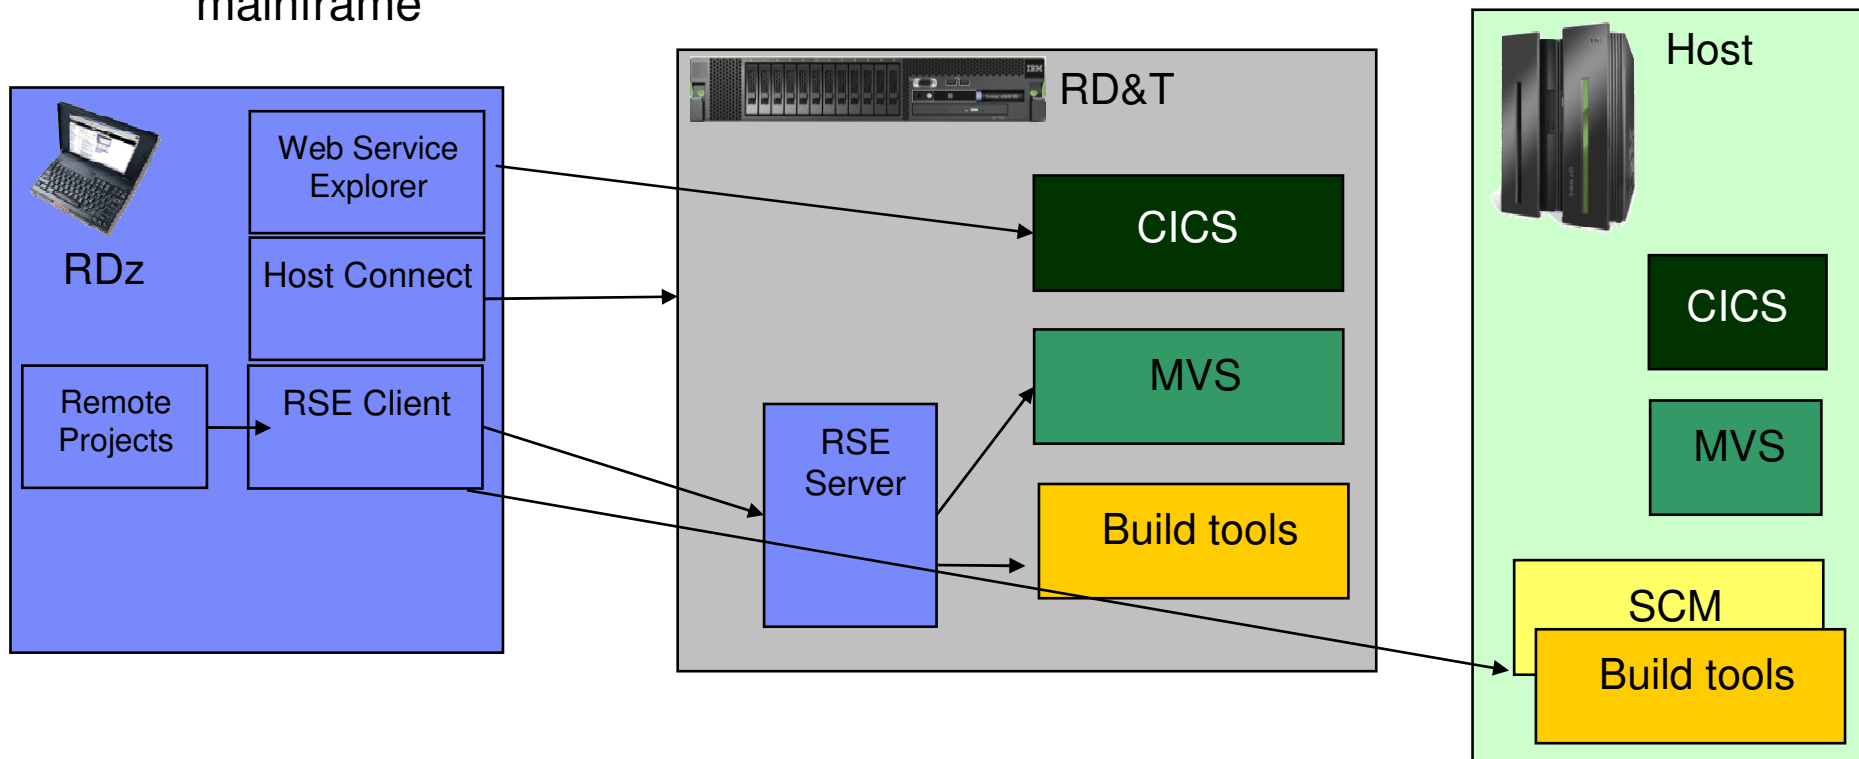 mainframe
Host
RD&T
IBM
Web Service
Explorer
RDz
Host Connect
CICS
CICS
Remote
Projects
RSE Client
MVS
MVS
RSE
Server
Build tools
SCM
Build tools